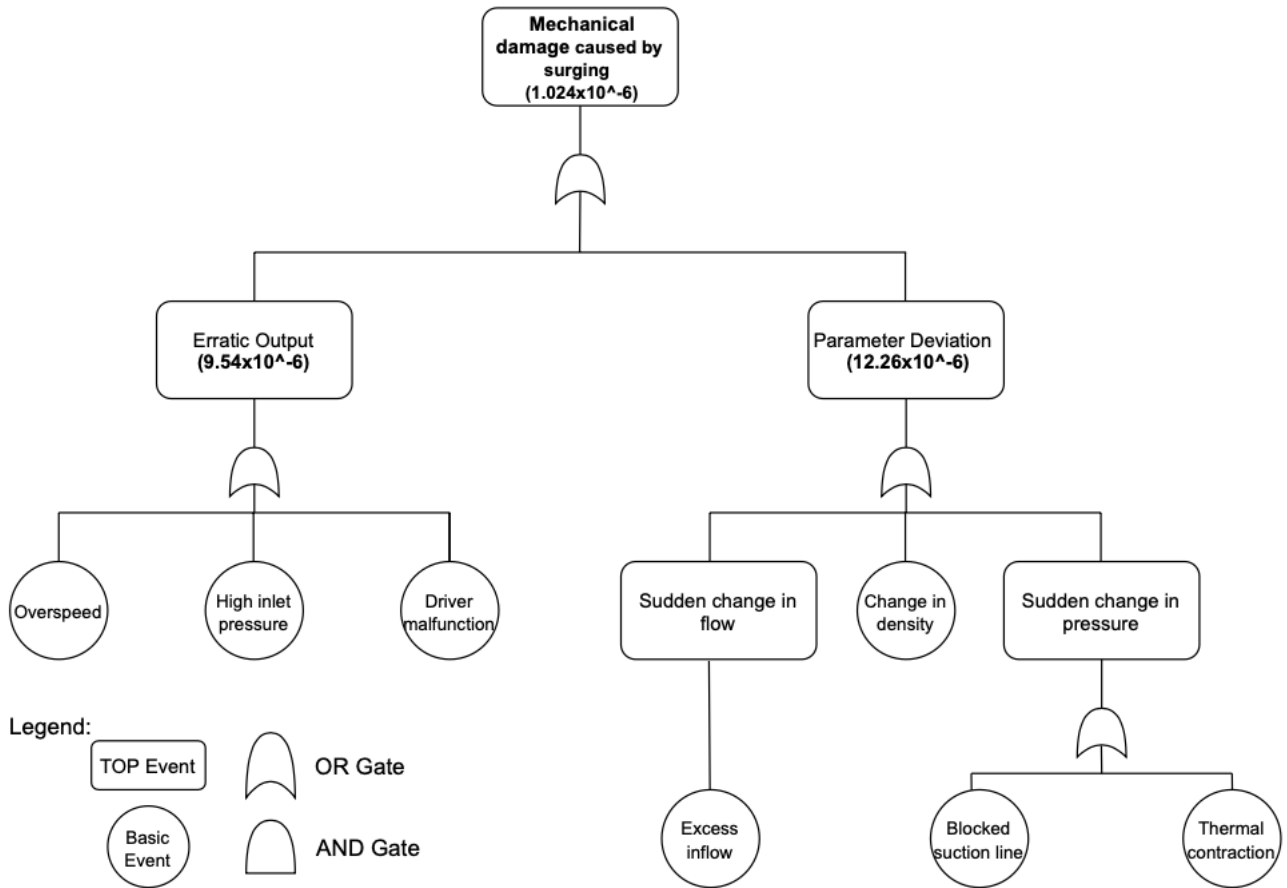 Mechanical
damage caused by
surging
(1.024x10^-6)
Erratic Output
(9.54x10^-6)
Parameter Deviation
(12.26x10^-6)
Overspeed
High inlet
pressure
Driver
malfunction
Sudden change in
flow
Change in
density
Sudden change in
pressure
Excess
inflow
Blocked
suction line
Thermal
contraction
Legend:
TOP Event
OR Gate
Basic
Event
AND Gate